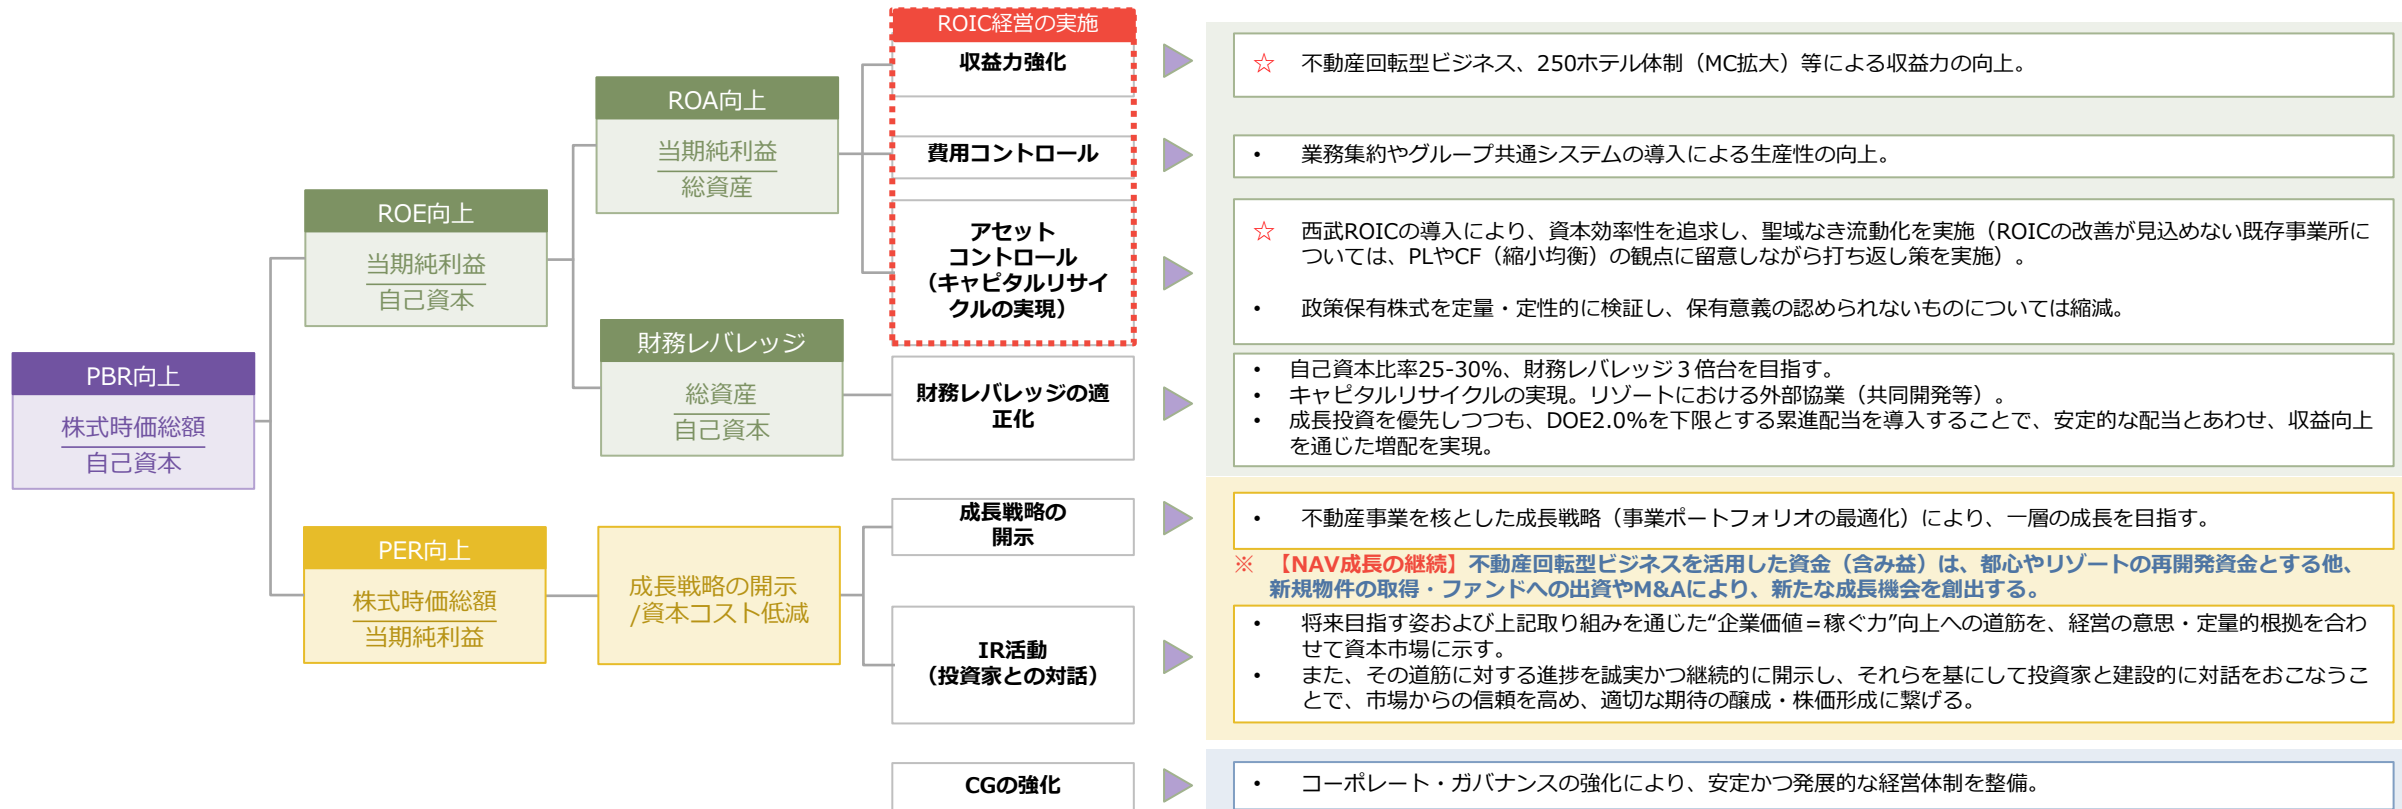 PBR向上
株式時価総額
自己資本
ROE向上
当期純利益
自己資本
PER向上
株式時価総額
当期純利益
ROA向上
当期純利益
総資産
財務レバレッジ
総資産
自己資本
成長戦略の開示
/資本コスト低減
ROIC経営の実施
収益力強化
☆ 不動産回転型ビジネス、250ホテル体制（MC拡大）等による収益力の向上。
費用コントロール
• 業務集約やグループ共通システムの導入による生産性の向上。
アセット
コントロール
（キャピタルリサイ
クルの実現）
☆ 西武ROICの導入により、資本効率性を追求し、聖域なき流動化を実施（ROICの改善が見込めない既存事業所に
ついては、PLやCF（縮小均衡）の観点に留意しながら打ち返し策を実施）。
• 政策保有株式を定量・定性的に検証し、保有意義の認められないものについては縮減。
財務レバレッジの適
正化
• 自己資本比率25-30%、財務レバレッジ３倍台を目指す。
• キャピタルリサイクルの実現。リゾートにおける外部協業（共同開発等）。
• 成長投資を優先しつつも、DOE2.0%を下限とする累進配当を導入することで、安定的な配当とあわせ、収益向上
を通じた増配を実現。
成長戦略の
開示
• 不動産事業を核とした成長戦略（事業ポートフォリオの最適化）により、一層の成長を目指す。
※ 【NAV成長の継続】不動産回転型ビジネスを活用した資金（含み益）は、都心やリゾートの再開発資金とする他、
新規物件の取得・ファンドへの出資やM&Aにより、新たな成長機会を創出する。
IR活動
（投資家との対話）
• 将来目指す姿および上記取り組みを通じた“企業価値＝稼ぐ力”向上への道筋を、経営の意思・定量的根拠を合わ
せて資本市場に示す。
• また、その道筋に対する進捗を誠実かつ継続的に開示し、それらを基にして投資家と建設的に対話をおこなうこ
とで、市場からの信頼を高め、適切な期待の醸成・株価形成に繋げる。
CGの強化
• コーポレート・ガバナンスの強化により、安定かつ発展的な経営体制を整備。